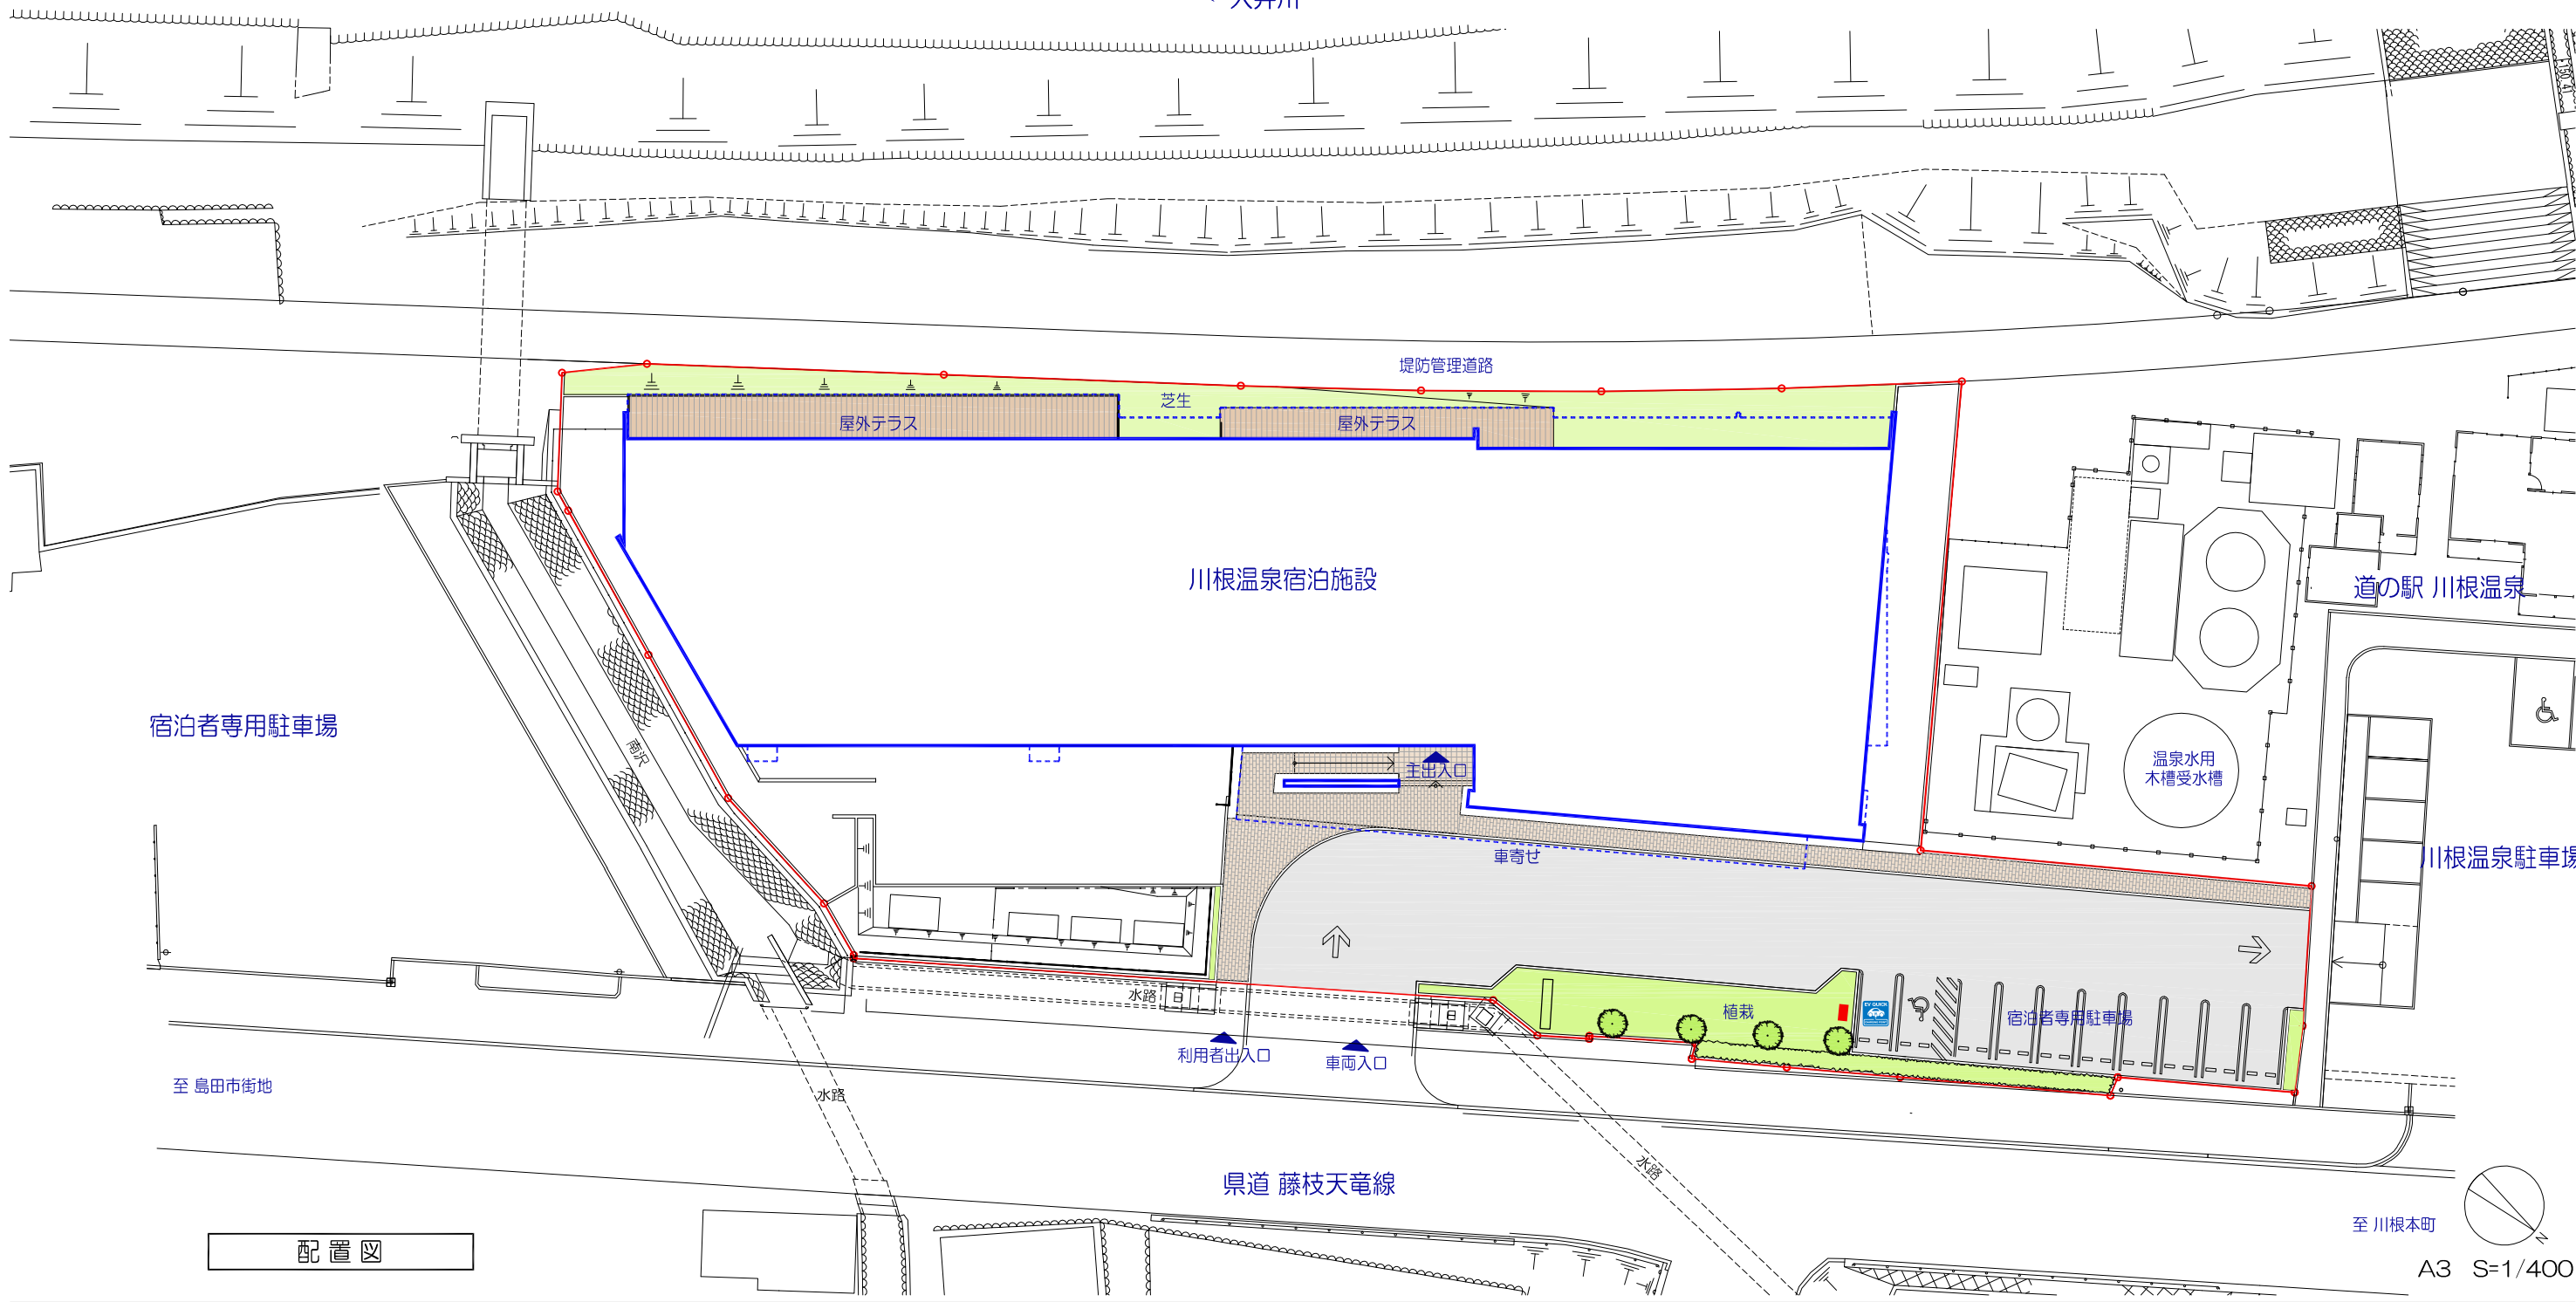 大井川
堤防管理道路
芝生
屋外テラス
屋外テラス
川根温泉宿泊施設
道の駅 川根温泉
宿泊者専用駐車場
南沢
主出入口
温泉水用
木槽受水槽
車寄せ
川根温泉駐車場
水路
植栽
EV QUICK
宿泊者専用駐車場
利用者出入口
車両入口
至 島田市街地
水路
水路
県道 藤枝天竜線
至 川根本町
N
配置図
A3 S=1/400